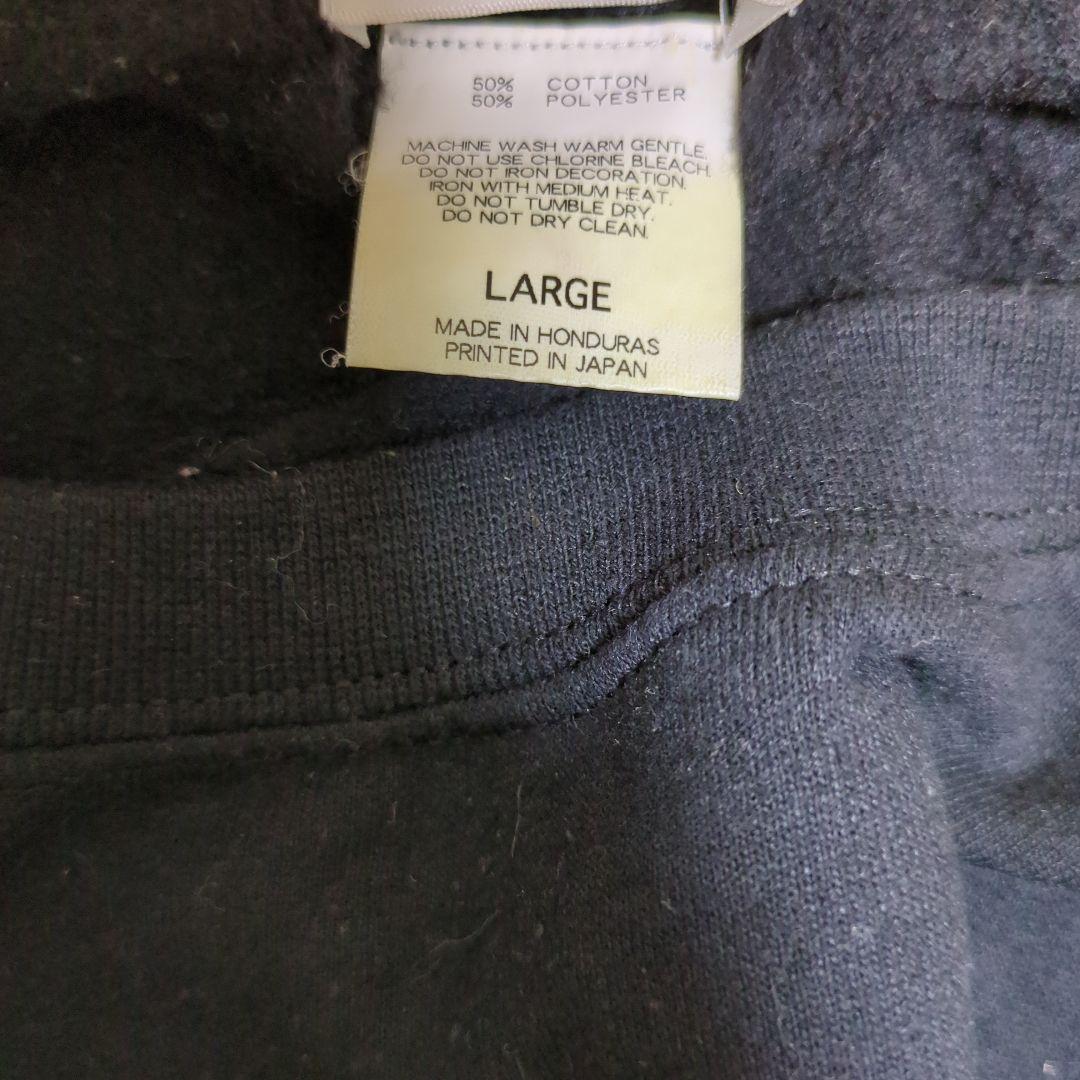 50% COTTON
50% POLYESTER
MACHINE WASH WARM GENTLE.
DO NOT USE CHLORINE BLEACH.
DO NOT IRON DECORATION.
IRON WITH MEDIUM HEAT.
DO NOT TUMBLE DRY.
DO NOT DRY CLEAN.
LARGE
MADE IN HONDURAS
PRINTED IN JAPAN